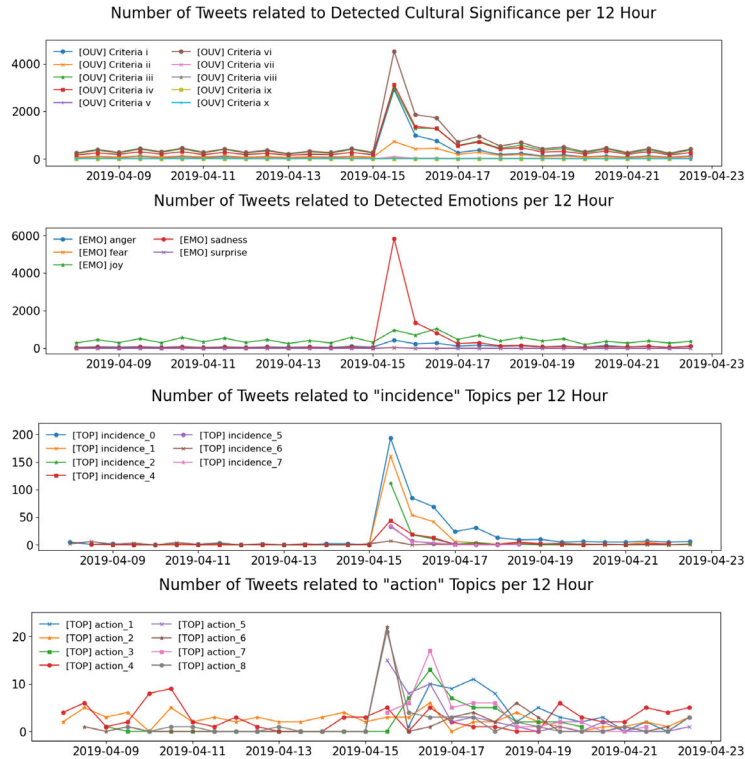 Number of Tweets related to Detected Cultural Significance per 12 Hour
4000
2000
0
[OUV] Criteria i
[OUV] Criteria ii
[OUV] Criteria iii
[OUV] Criteria iv
[OUV] Criteria v
[OUV] Criteria vi
[OUV] Criteria vii
[OUV] Criteria viii
[OUV] Criteria ix
[OUV] Criteria x
2019-04-09 2019-04-11 2019-04-13 2019-04-15 2019-04-17 2019-04-19 2019-04-21 2019-04-23
Number of Tweets related to Detected Emotions per 12 Hour
6000
4000
2000
0
[EMO] anger
[EMO] fear
[EMO] joy
[EMO] sadness
[EMO] surprise
2019-04-09 2019-04-11 2019-04-13 2019-04-15 2019-04-17 2019-04-19 2019-04-21 2019-04-23
Number of Tweets related to "incidence" Topics per 12 Hour
200
150
100
50
0
[TOP] incidence_0
[TOP] incidence_1
[TOP] incidence_2
[TOP] incidence_4
[TOP] incidence_5
[TOP] incidence_6
[TOP] incidence_7
2019-04-09 2019-04-11 2019-04-13 2019-04-15 2019-04-17 2019-04-19 2019-04-21 2019-04-23
Number of Tweets related to "action" Topics per 12 Hour
20
10
0
[TOP] action_1
[TOP] action_2
[TOP] action_3
[TOP] action_4
[TOP] action_5
[TOP] action_6
[TOP] action_7
[TOP] action_8
2019-04-09 2019-04-11 2019-04-13 2019-04-15 2019-04-17 2019-04-19 2019-04-21 2019-04-23